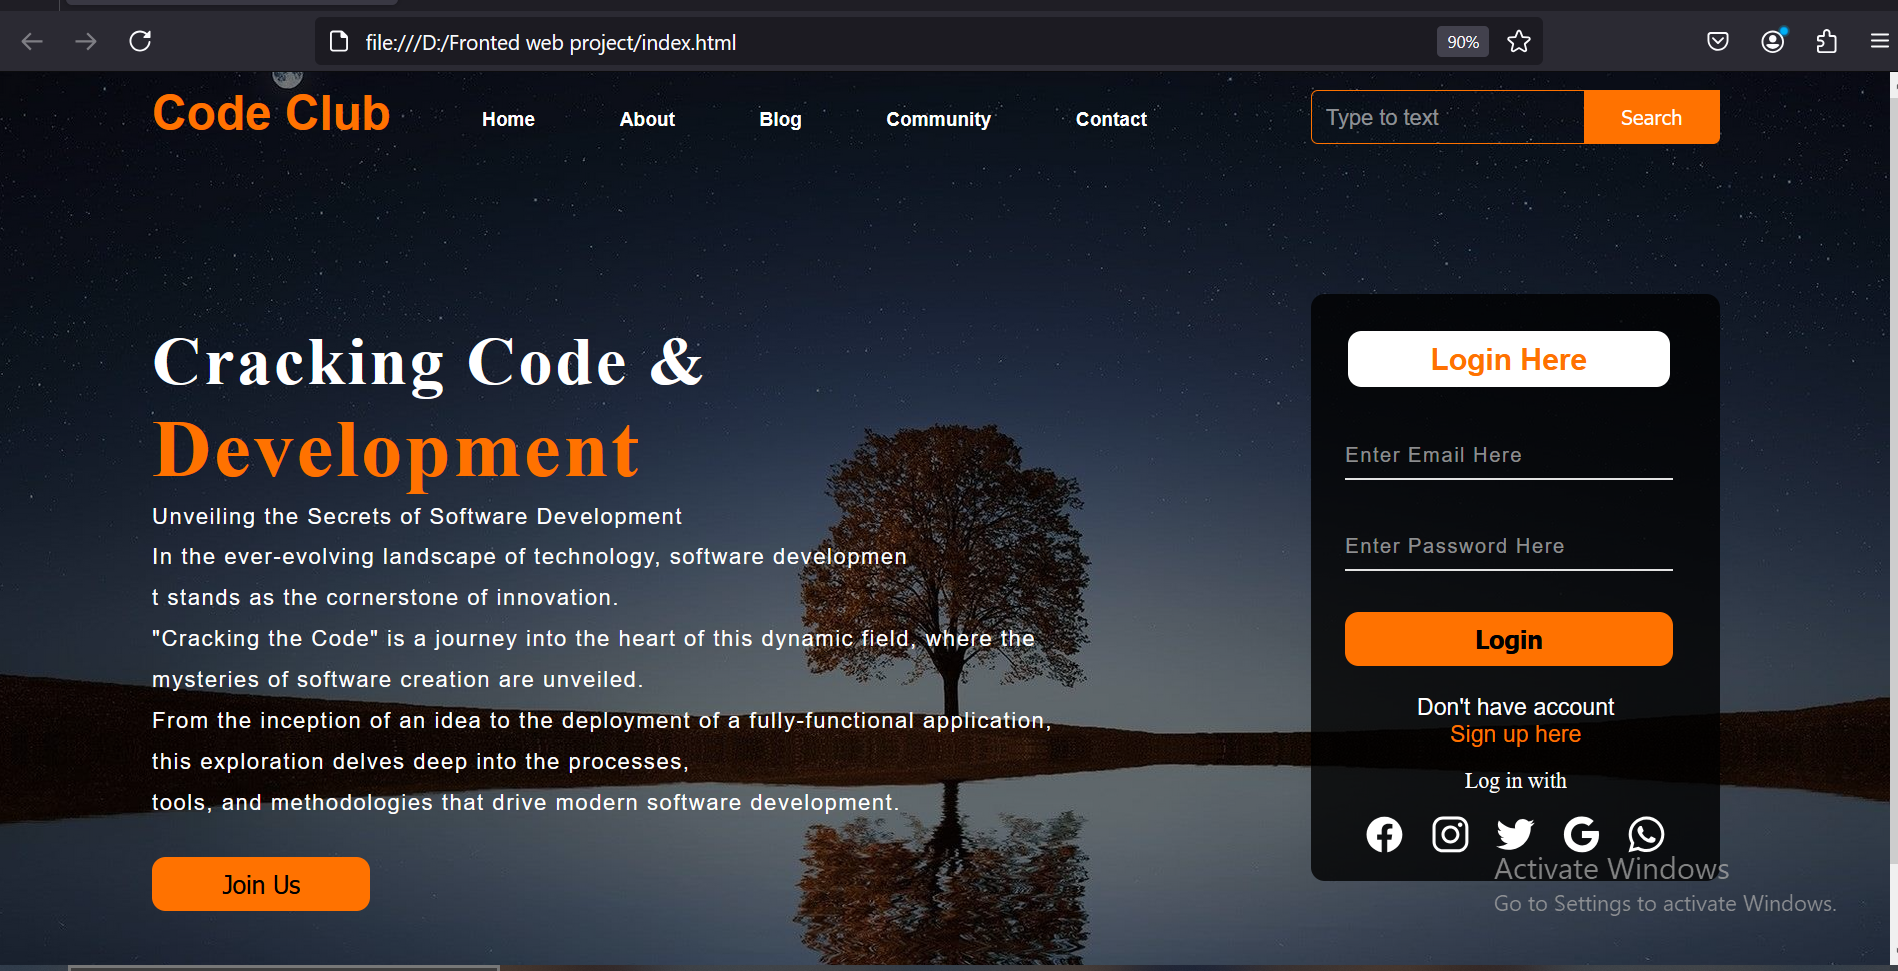 file:///D:/Fronted web project/index.html
90%
Code Club
Home
About
Blog
Community
Contact
Type to text
Search
Cracking Code &
Development
Unveiling the Secrets of Software Development
In the ever-evolving landscape of technology, software developmen
t stands as the cornerstone of innovation.
"Cracking the Code" is a journey into the heart of this dynamic field, where the
mysteries of software creation are unveiled.
From the inception of an idea to the deployment of a fully-functional application,
this exploration delves deep into the processes,
tools, and methodologies that drive modern software development.
Join Us
Login Here
Enter Email Here
Enter Password Here
Login
Don't have account
Sign up here
Log in with
Activate Windows
Go to Settings to activate Windows.